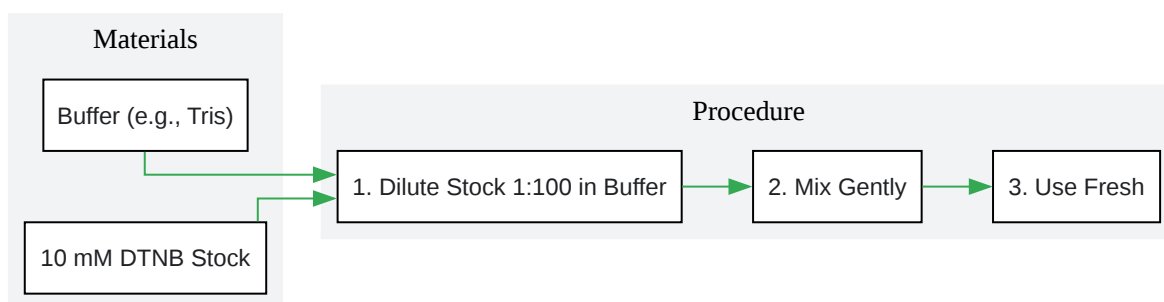 Materials
Buffer (e.g., Tris)
10 mM DTNB Stock
Procedure
1. Dilute Stock 1:100 in Buffer
2. Mix Gently
3. Use Fresh